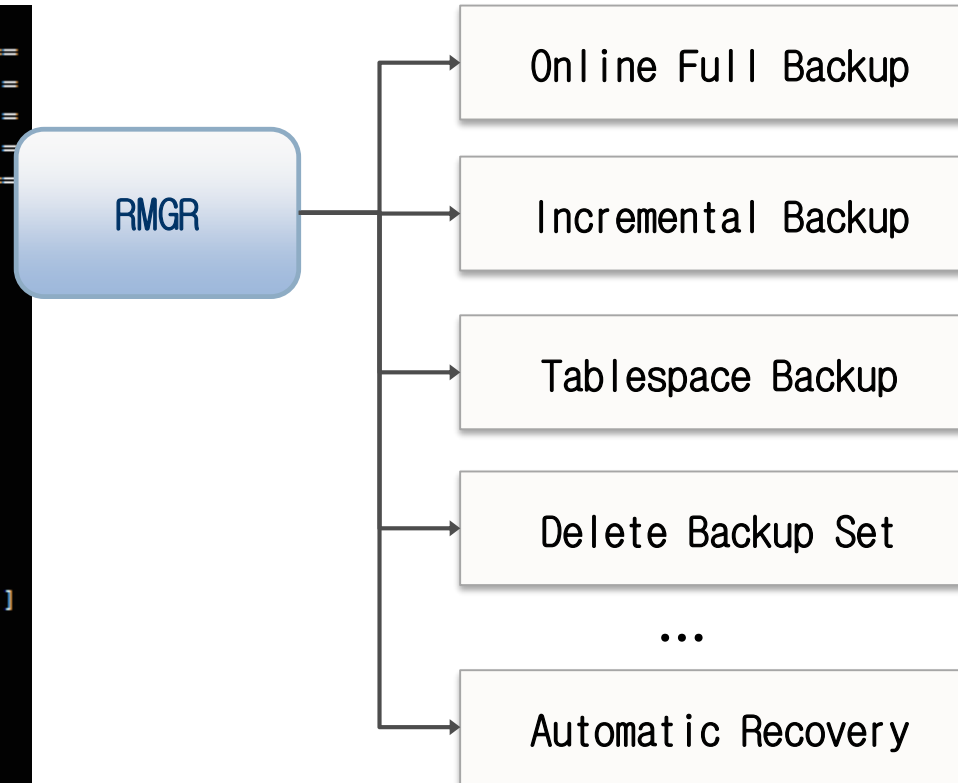 ==
=
=
=
=
RMGR
Online Full Backup
Incremental Backup
Tablespace Backup
Delete Backup Set
...
Automatic Recovery
]